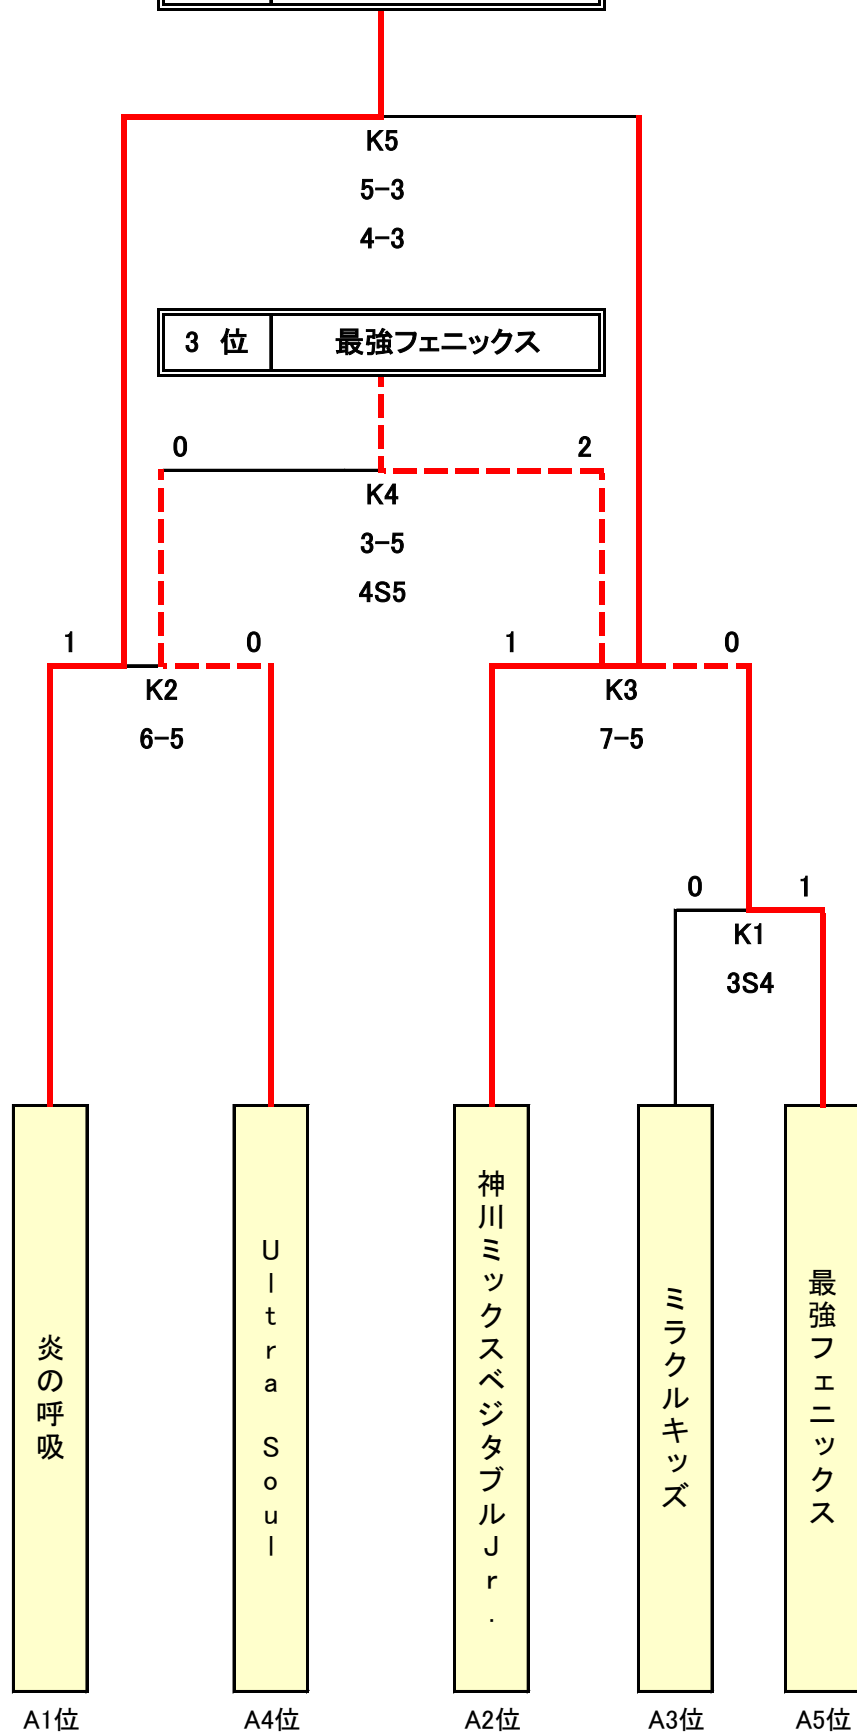 K5
5-3
4-3
3 位 最強フェニックス
0 2
K4
3-5
4S5
1 0 1 0
K2 K3
6-5 7-5
0 1
K1
3S4
炎の呼吸
Ultra Soul
神川ミックスベジタブルJr.
ミラクルキッズ
最強フェニックス
A1位 A4位 A2位 A3位 A5位